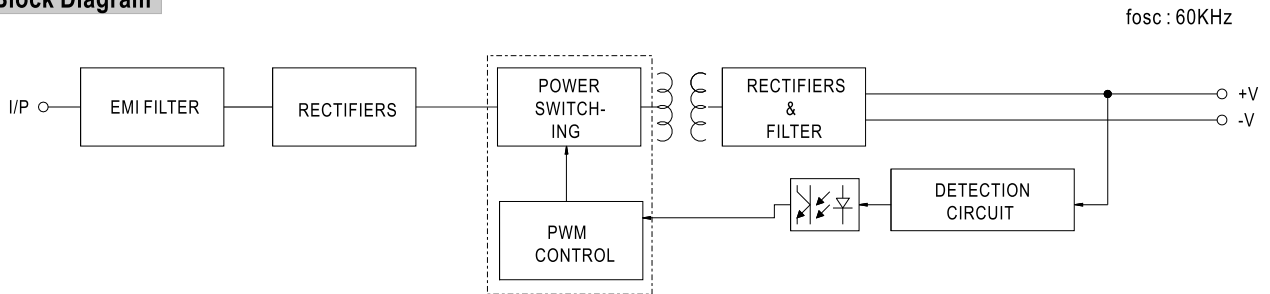 Block Diagram
fosc : 60KHz
I/P
EMI FILTER
RECTIFIERS
POWER
SWITCH-
ING
RECTIFIERS
&
FILTER
+V
-V
DETECTION
CIRCUIT
PWM
CONTROL